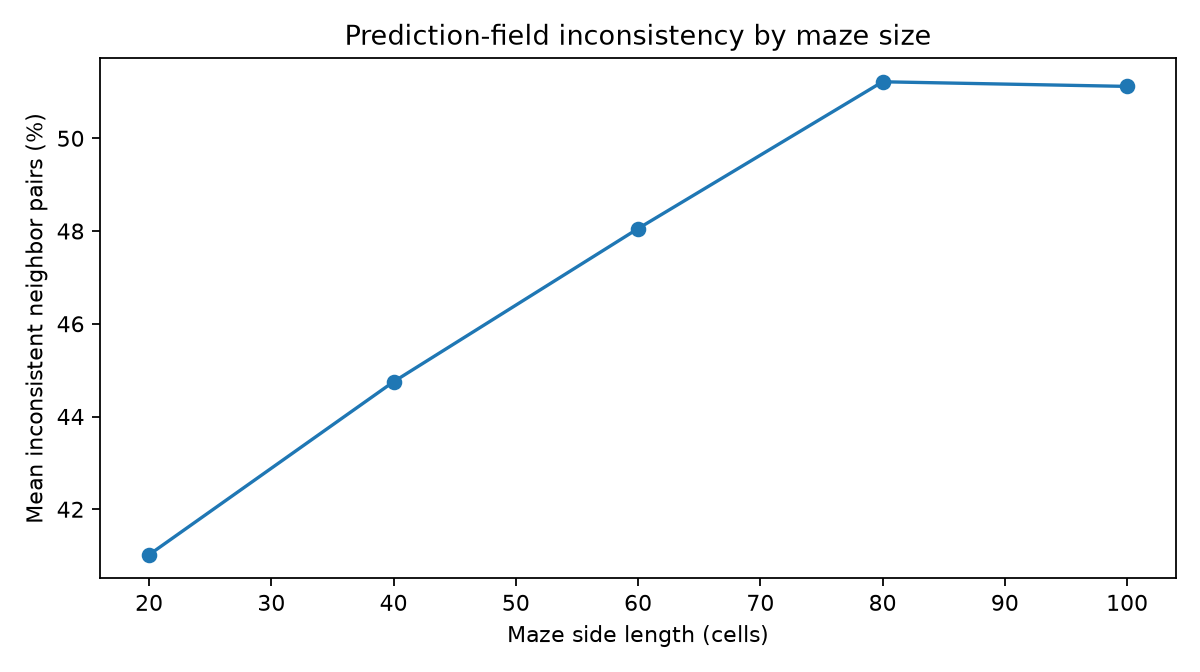 Prediction-field inconsistency by maze size
Mean inconsistent neighbor pairs (%)
50
48
46
44
42
20 30 40 50 60 70 80 90 100
Maze side length (cells)